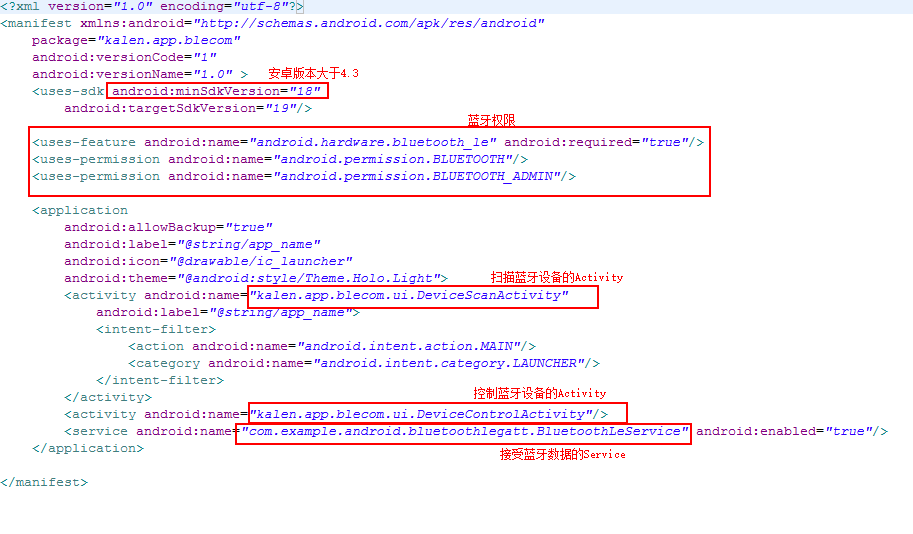 <?xml version="1.0" encoding="utf-8"?>
<manifest xmlns:android="http://schemas.android.com/apk/res/android"
package="kalen.app.blecom"
android:versionCode="1"
android:versionName="1.0" > 安卓版本大于4.3
<uses-sdk android:minSdkVersion="18"
android:targetSdkVersion="19"/>
蓝牙权限
<uses-feature android:name="android.hardware.bluetooth_le" android:required="true"/>
<uses-permission android:name="android.permission.BLUETOOTH"/>
<uses-permission android:name="android.permission.BLUETOOTH_ADMIN"/>
<application
android:allowBackup="true"
android:label="@string/app_name"
android:icon="@drawable/ic_launcher"
android:theme="@android:style/Theme.Holo.Light"> 扫描蓝牙设备的Activity
<activity android:name="kalen.app.blecom.ui.DeviceScanActivity"
android:label="@string/app_name">
<intent-filter>
<action android:name="android.intent.action.MAIN"/>
<category android:name="android.intent.category.LAUNCHER"/>
</intent-filter>
</activity> 控制蓝牙设备的Activity
<activity android:name="kalen.app.blecom.ui.DeviceControlActivity"/>
<service android:name="com.example.android.bluetoothlegatt.BluetoothLeService" android:enabled="true"/>
</application> 接受蓝牙数据的Service
</manifest>